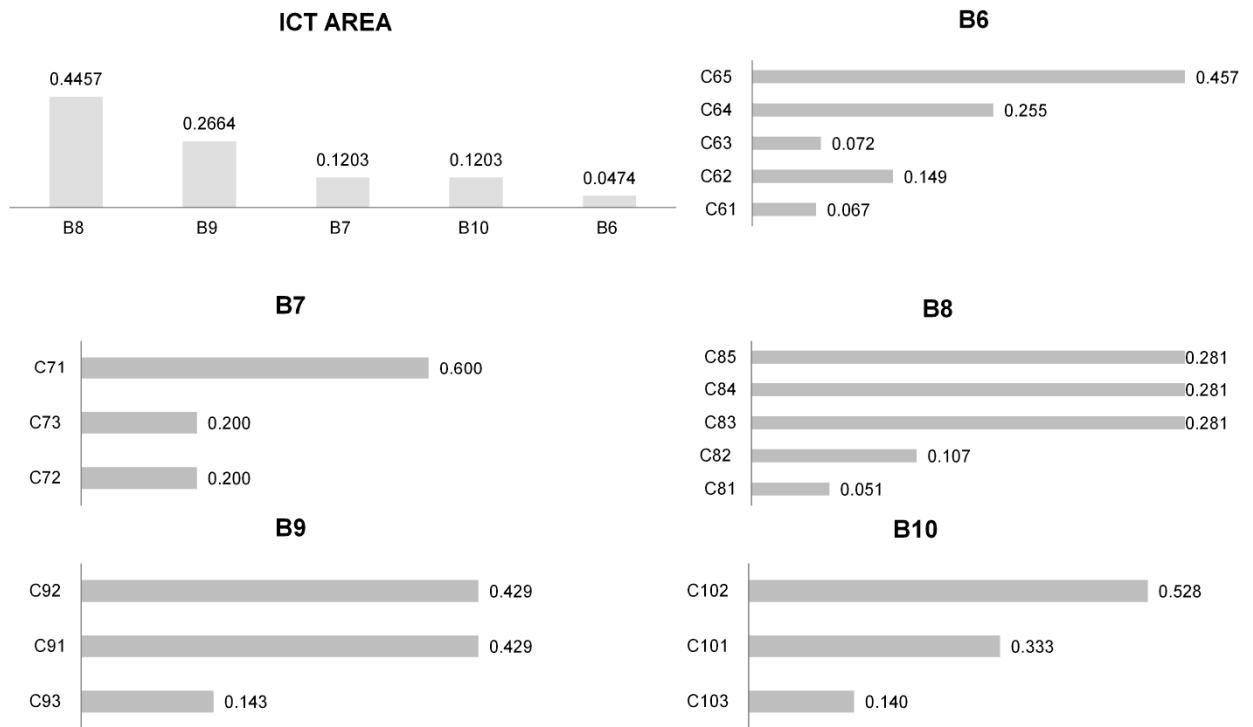 ICT AREA
0.4457
0.2664
0.1203
0.1203
0.0474
B8
B9
B7
B10
B6
B6
C65
0.457
C64
0.255
C63
0.072
C62
0.149
C61
0.067
B7
C71
0.600
C73
0.200
C72
0.200
B8
C85
0.281
C84
0.281
C83
0.281
C82
0.107
C81
0.051
B9
C92
0.429
C91
0.429
C93
0.143
B10
C102
0.528
C101
0.333
C103
0.140